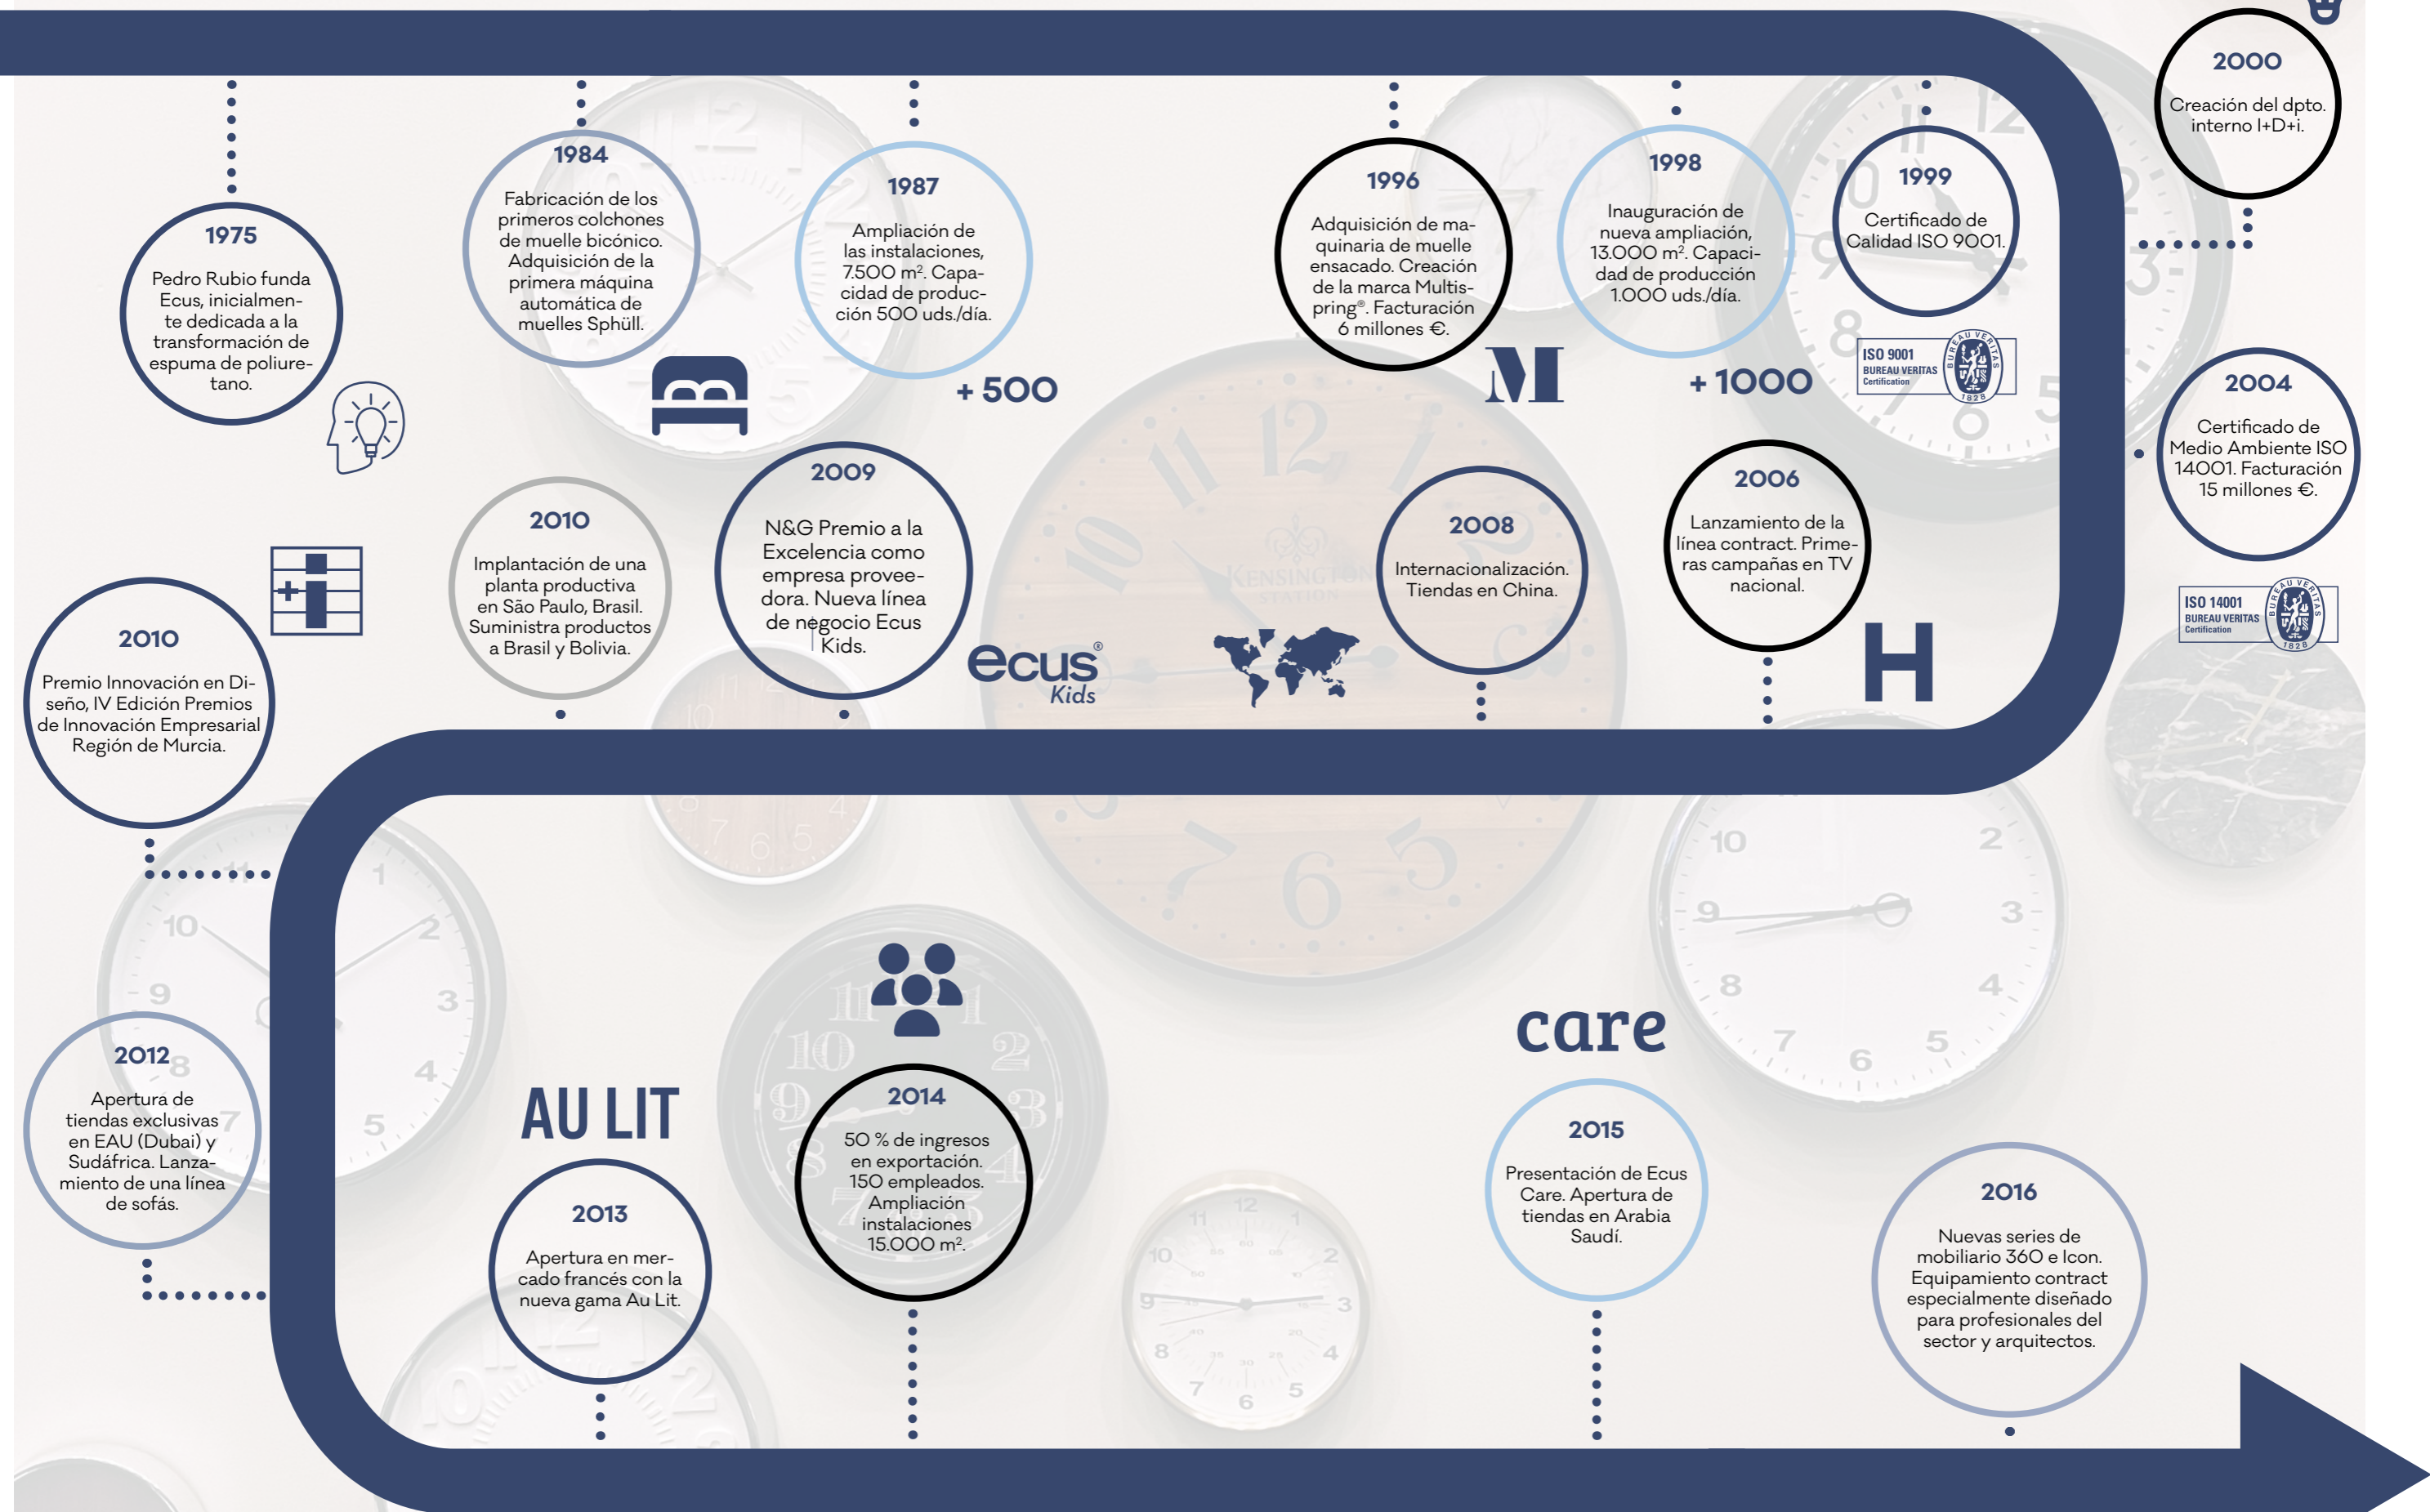 1975
Pedro Rubio funda
Ecus, inicialmen-
te dedicada a la
transformación de
espuma de poliure-
tano.
1984
Fabricación de los
primeros colchones
de muelle bicónico.
Adquisición de la
primera máquina
automática de
muelles Sphüll.
B
1987
Ampliación de
las instalaciones,
7.500 m². Capa-
cidad de produc-
ción 500 uds./día.
+ 500
1996
Adquisición de ma-
quinaria de muelle
ensacado. Creación
de la marca Multis-
pring®. Facturación
6 millones €.
M
1998
Inauguración de
nueva ampliación,
13.000 m². Capaci-
dad de producción
1.000 uds./día.
+ 1000
1999
Certificado de
Calidad ISO 9001.
ISO 9001
BUREAU VERITAS
Certification
BUREAU VERITAS
1828
2000
Creación del dpto.
interno I+D+i.
2004
Certificado de
Medio Ambiente ISO
14001. Facturación
15 millones €.
ISO 14001
BUREAU VERITAS
Certification
BUREAU VERITAS
1828
2006
Lanzamiento de la
línea contract. Prime-
ras campañas en TV
nacional.
H
2008
Internacionalización.
Tiendas en China.
KENSINGTON
STATION
2009
N&G Premio a la
Excelencia como
empresa provee-
dora. Nueva línea
de negocio Ecus
Kids.
ecus®
Kids
2010
Implantación de una
planta productiva
en São Paulo, Brasil.
Suministra productos
a Brasil y Bolivia.
2010
Premio Innovación en Di-
seño, IV Edición Premios
de Innovación Empresarial
Región de Murcia.
2012
Apertura de
tiendas exclusivas
en EAU (Dubai) y
Sudáfrica. Lanza-
miento de una línea
de sofás.
AU LIT
2013
Apertura en mer-
cado francés con la
nueva gama Au Lit.
2014
50 % de ingresos
en exportación.
150 empleados.
Ampliación
instalaciones
15.000 m².
care
2015
Presentación de Ecus
Care. Apertura de
tiendas en Arabia
Saudí.
2016
Nuevas series de
mobiliario 360 e Icon.
Equipamiento contract
especialmente diseñado
para profesionales del
sector y arquitectos.